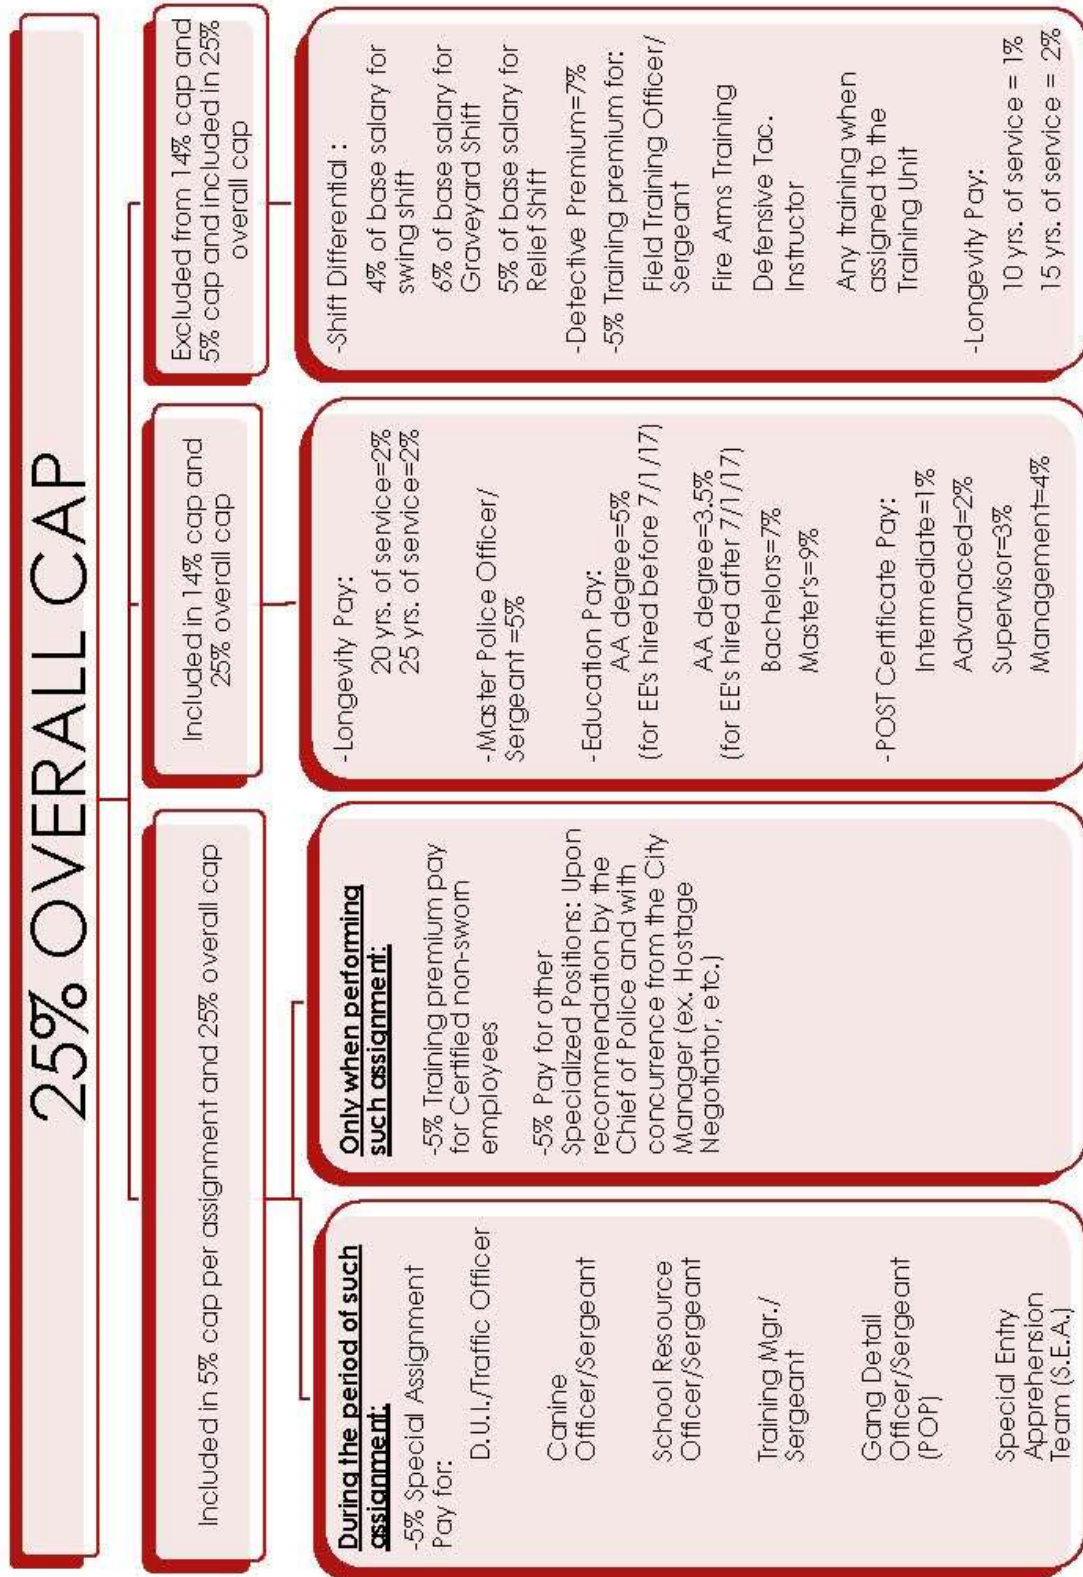 25% OVERALL CAP
Included in 5% cap per assignment and 25% overall cap
During the period of such
assignment:
-5% Special Assignment
Pay for:
D.U.I./Traffic Officer
Canine
Officer/Sergeant
School Resource
Officer/Sergeant
Training Mgr./
Sergeant
Gang Detail
Officer/Sergeant
(POP)
Special Entry
Apprehension
Team (S.E.A.)
Only when performing
such assignment:
-5% Training premium pay
for Certified non-sworn
employees
-5% Pay for other
Specialized Positions: Upon
recommendation by the
Chief of Police and with
concurrence from the City
Manager (ex. Hostage
Negotiator, etc.)
Included in 14% cap and
25% overall cap
-Longevity Pay:
20 yrs. of service=2%
25 yrs. of service=2%
-Master Police Officer/
Sergeant =5%
-Education Pay:
AA degree=5%
(for EE's hired before 7/1/17)
AA degree=3.5%
(for EE's hired after 7/1/17)
Bachelors=7%
Master's=9%
-POST Certificate Pay:
Intermediate=1%
Advanced=2%
Supervisor=3%
Management=4%
Excluded from 14% cap and
5% cap and included in 25%
overall cap
-Shift Differential :
4% of base salary for
swing shift
6% of base salary for
Graveyard Shift
5% of base salary for
Relief Shift
-Detective Premium=7%
-5% Training premium for:
Field Training Officer/
Sergeant
Fire Arms Training
Defensive Tac.
Instructor
Any training when
assigned to the
Training Unit
-Longevity Pay:
10 yrs. of service = 1%
15 yrs. of service = 2%